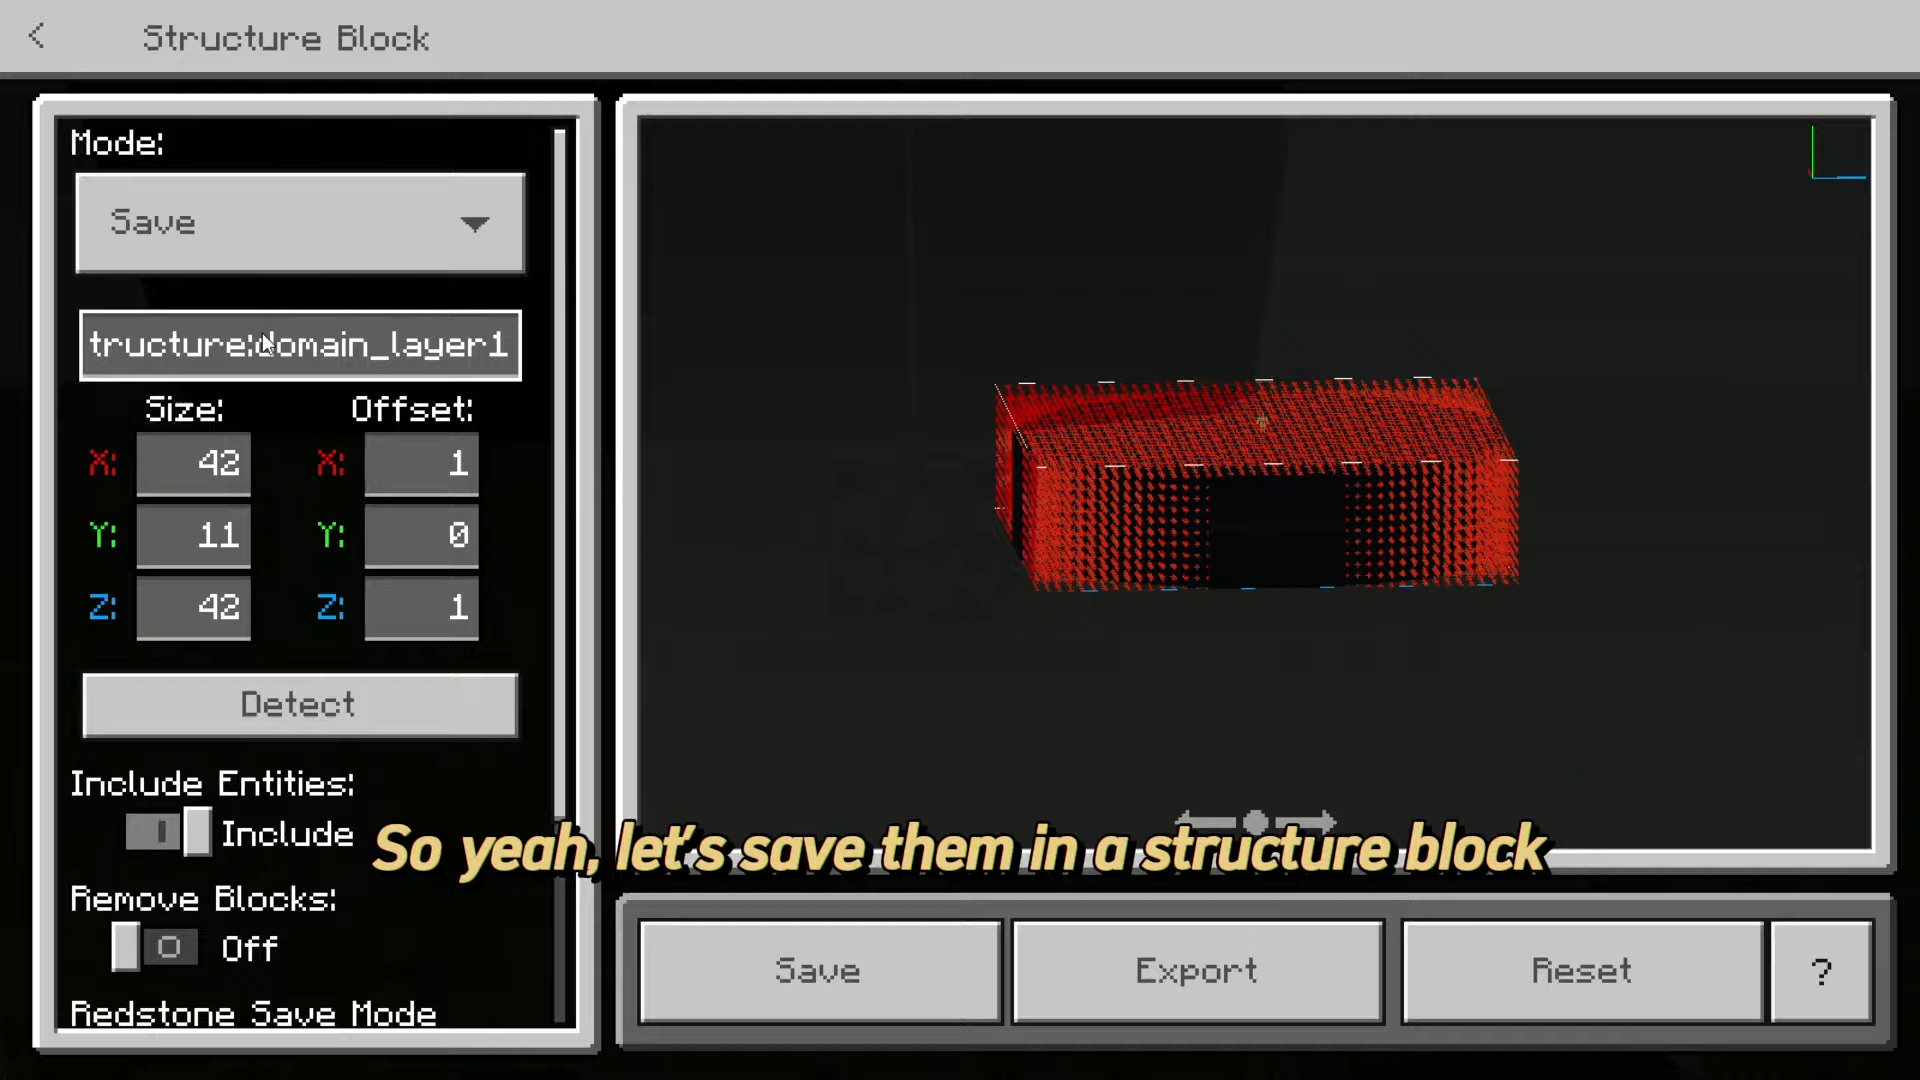 Structure Block
Mode:
Save
tructure:domain_layer1
Size: Offset:
X: 42 X: 1
Y: 11 Y: 0
Z: 42 Z: 1
Detect
Include Entities:
Include
So yeah, let's save them in a structure block
Remove Blocks:
Off
Redstone Save Mode
Save Export Reset ?